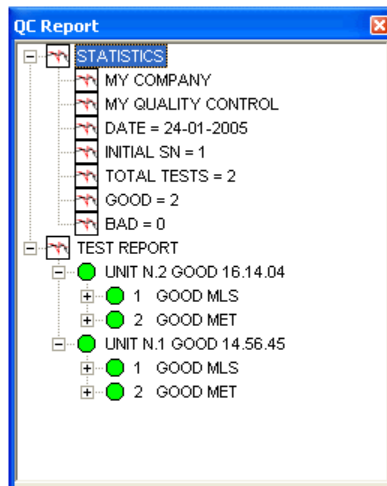 QC Report
STATISTICS
MY COMPANY
MY QUALITY CONTROL
DATE = 24-01-2005
INITIAL SN = 1
TOTAL TESTS = 2
GOOD = 2
BAD = 0
TEST REPORT
UNIT N.2 GOOD 16.14.04
1 GOOD MLS
2 GOOD MET
UNIT N.1 GOOD 14.56.45
1 GOOD MLS
2 GOOD MET